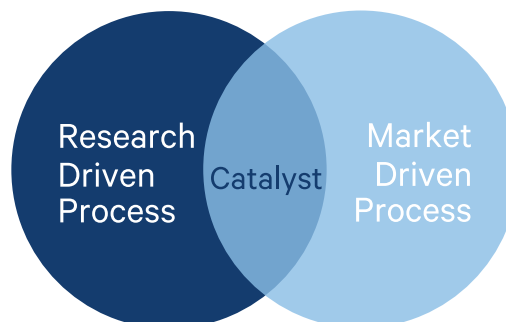 Research
Driven
Process
Catalyst
Market
Driven
Process